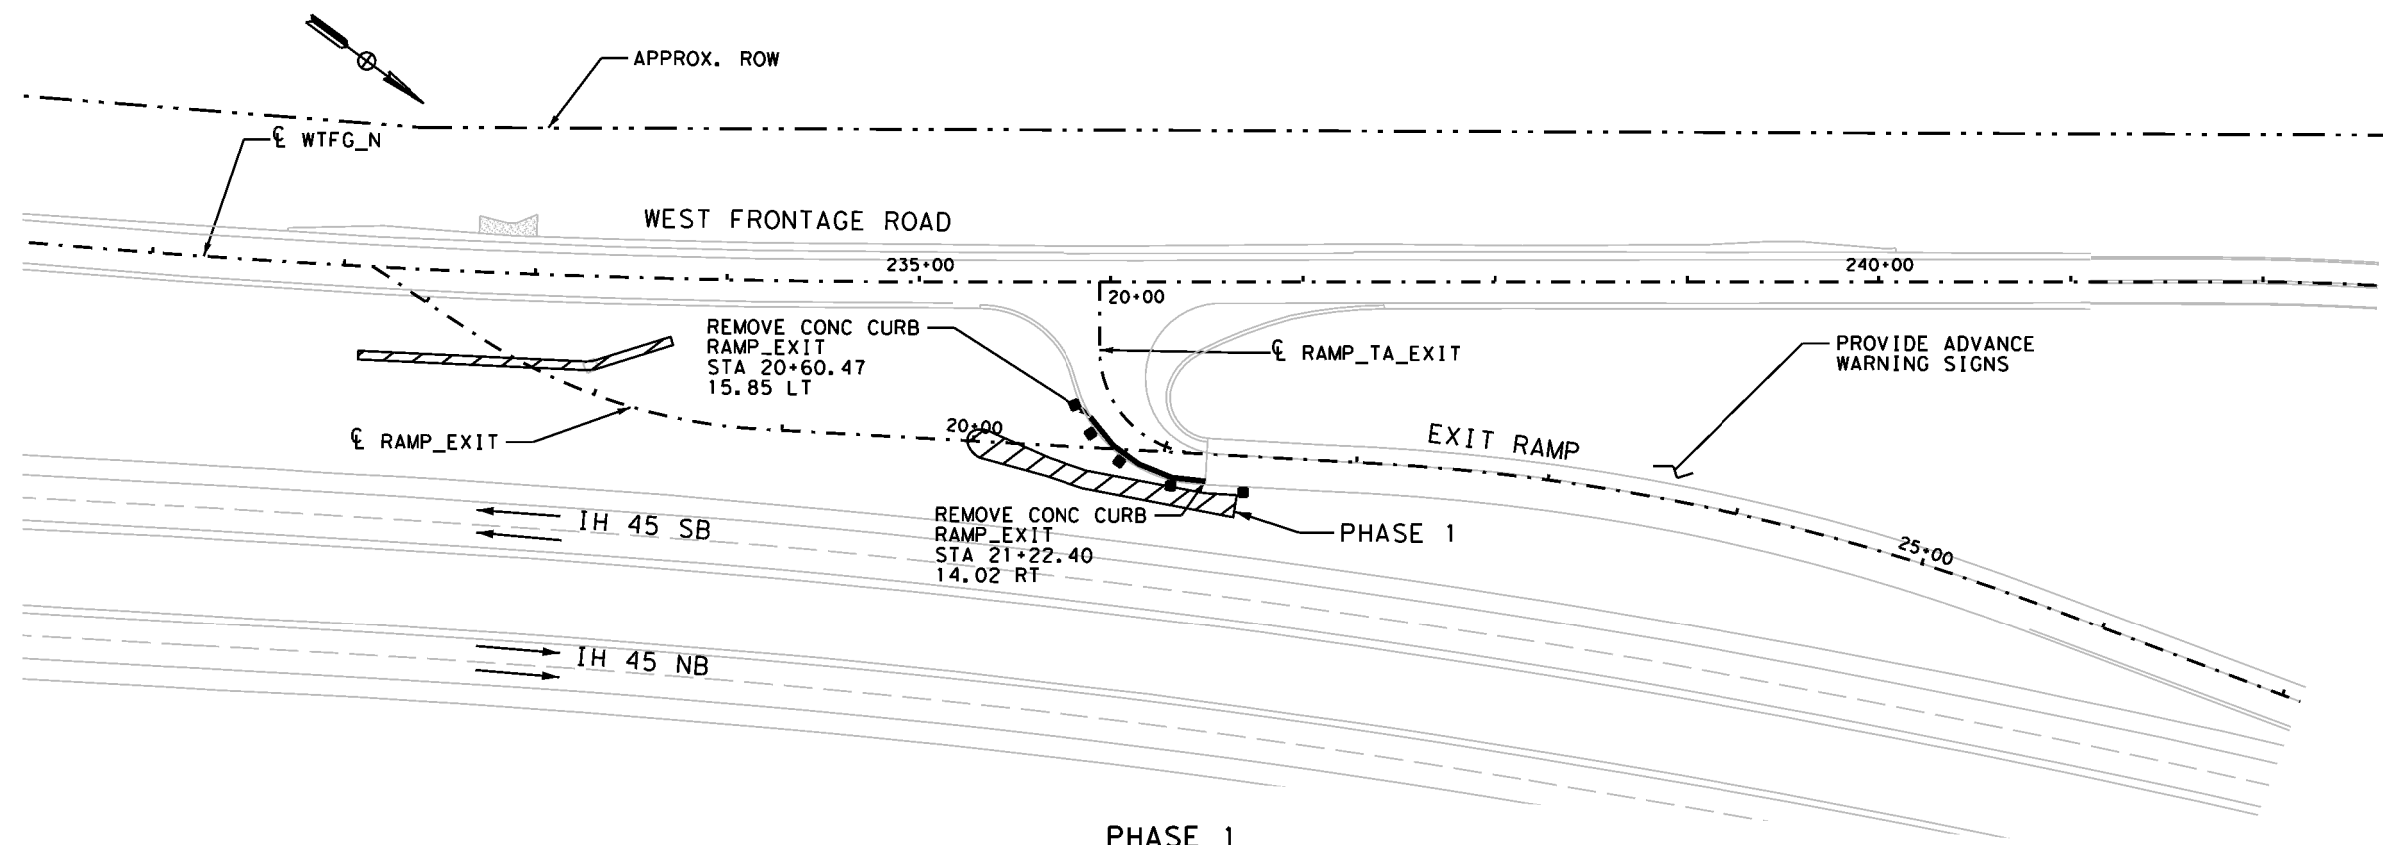 APPROX. ROW
℄ WTFG_N
WEST FRONTAGE ROAD
235+00
240+00
20+00
REMOVE CONC CURB
RAMP_EXIT
STA 20+60.47
15.85 LT
℄ RAMP_TA_EXIT
PROVIDE ADVANCE
WARNING SIGNS
℄ RAMP_EXIT
20+00
EXIT RAMP
IH 45 SB
REMOVE CONC CURB
RAMP_EXIT
STA 21+22.40
14.02 RT
PHASE 1
25+00
IH 45 NB
PHASE 1